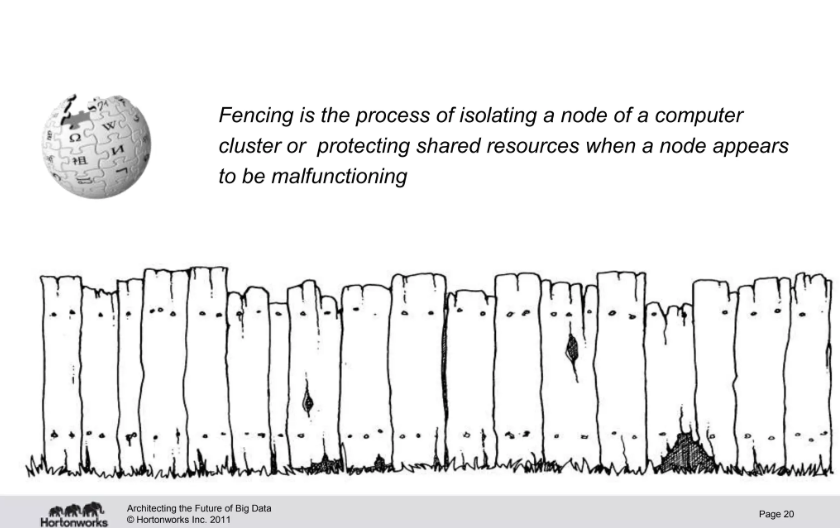 Fencing is the process of isolating a node of a computer
cluster or  protecting shared resources when a node appears
to be malfunctioning
Ω
W
祖
И
Hortonworks
Architecting the Future of Big Data
© Hortonworks Inc. 2011
Page 20